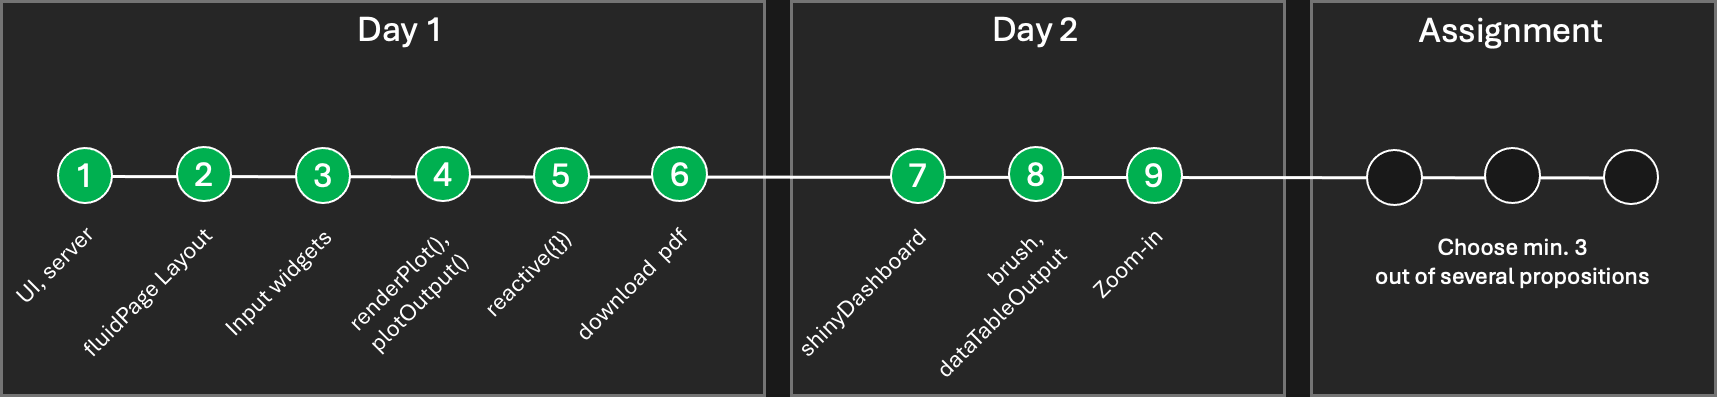 Day 1
1
2
3
4
5
6
UI, server
fluidPage Layout
Input widgets
renderPlot(),
plotOutput()
reactive({})
download pdf
Day 2
7
8
9
shinyDashboard
brush,
dataTableOutput
Zoom-in
Assignment
Choose min. 3
out of several propositions